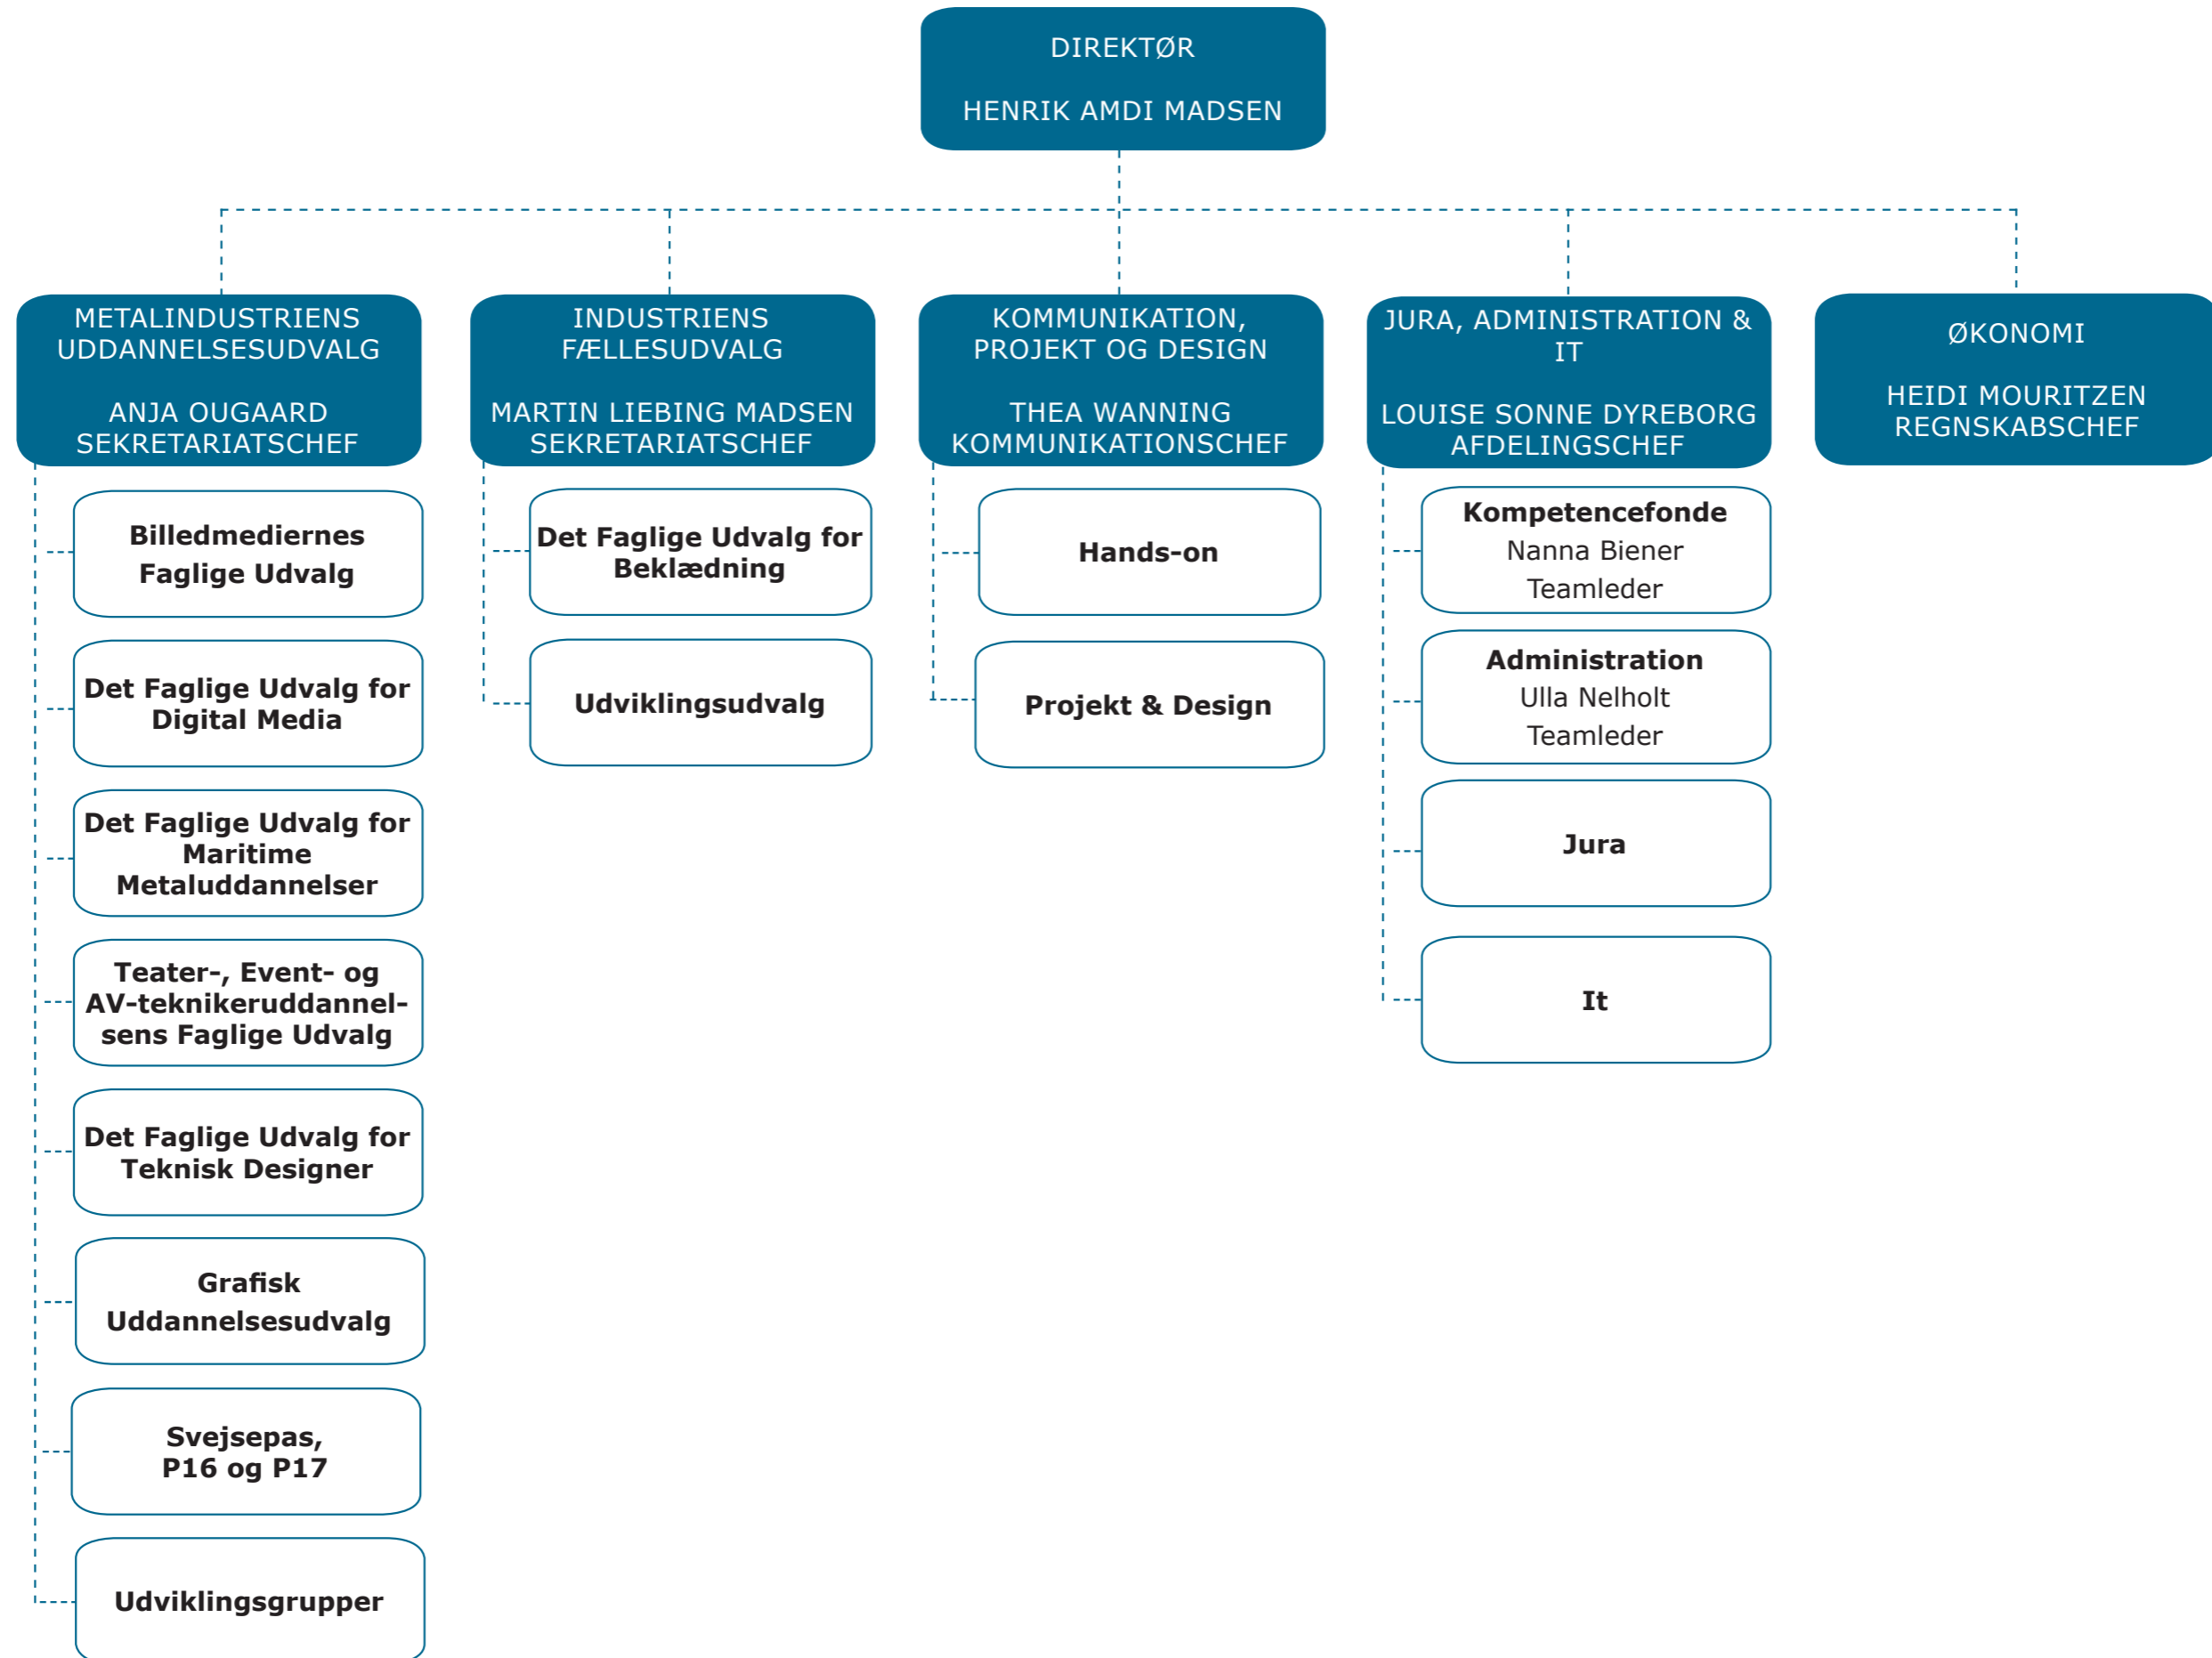 DIREKTØR
HENRIK AMDI MADSEN
METALINDUSTRIENS
UDDANNELSESUDVALG
ANJA OUGAARD
SEKRETARIATSCHEF
INDUSTRIENS
FÆLLESUDVALG
MARTIN LIEBING MADSEN
SEKRETARIATSCHEF
KOMMUNIKATION,
PROJEKT OG DESIGN
THEA WANNING
KOMMUNIKATIONSCHEF
JURA, ADMINISTRATION &
IT
LOUISE SONNE DYREBORG
AFDELINGSCHEF
ØKONOMI
HEIDI MOURITZEN
REGNSKABSCHEF
Billedmediernes
Faglige Udvalg
Det Faglige Udvalg for
Digital Media
Det Faglige Udvalg for
Maritime
Metaluddannelser
Teater-, Event- og
AV-teknikeruddannel-
sens Faglige Udvalg
Det Faglige Udvalg for
Teknisk Designer
Grafisk
Uddannelsesudvalg
Svejsepas,
P16 og P17
Udviklingsgrupper
Det Faglige Udvalg for
Beklædning
Udviklingsudvalg
Hands-on
Projekt & Design
Kompetencefonde
Nanna Biener
Teamleder
Administration
Ulla Nelholt
Teamleder
Jura
It